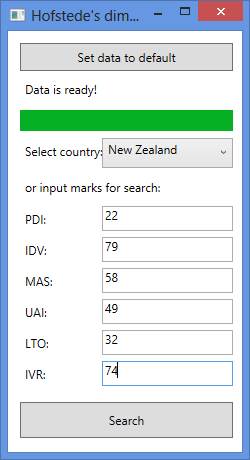 Hofstede's dim...
Set data to default
Data is ready!
Select country: New Zealand
or input marks for search:
PDI: 22
IDV: 79
MAS: 58
UAI: 49
LTO: 32
IVR: 74
Search